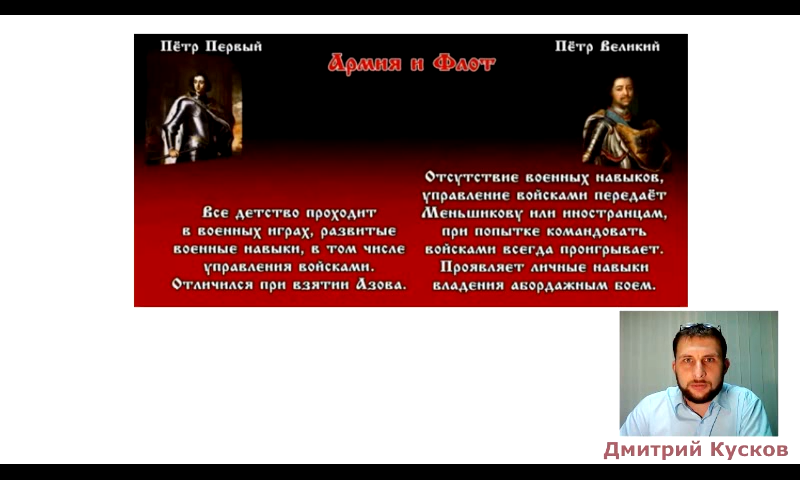 Пётр Первый
Армия и Флот
Пётр Великий
Все детство проходит
в военных играх, развитые
военные навыки, в том числе
управления войсками.
Отличился при взятии Азова.
Отсутствие военных навыков,
управление войсками передаёт
Меньшикову или иностранцам,
при попытке командовать
войсками всегда проигрывает.
Проявляет личные навыки
владения абордажным боем.
Дмитрий Кусков